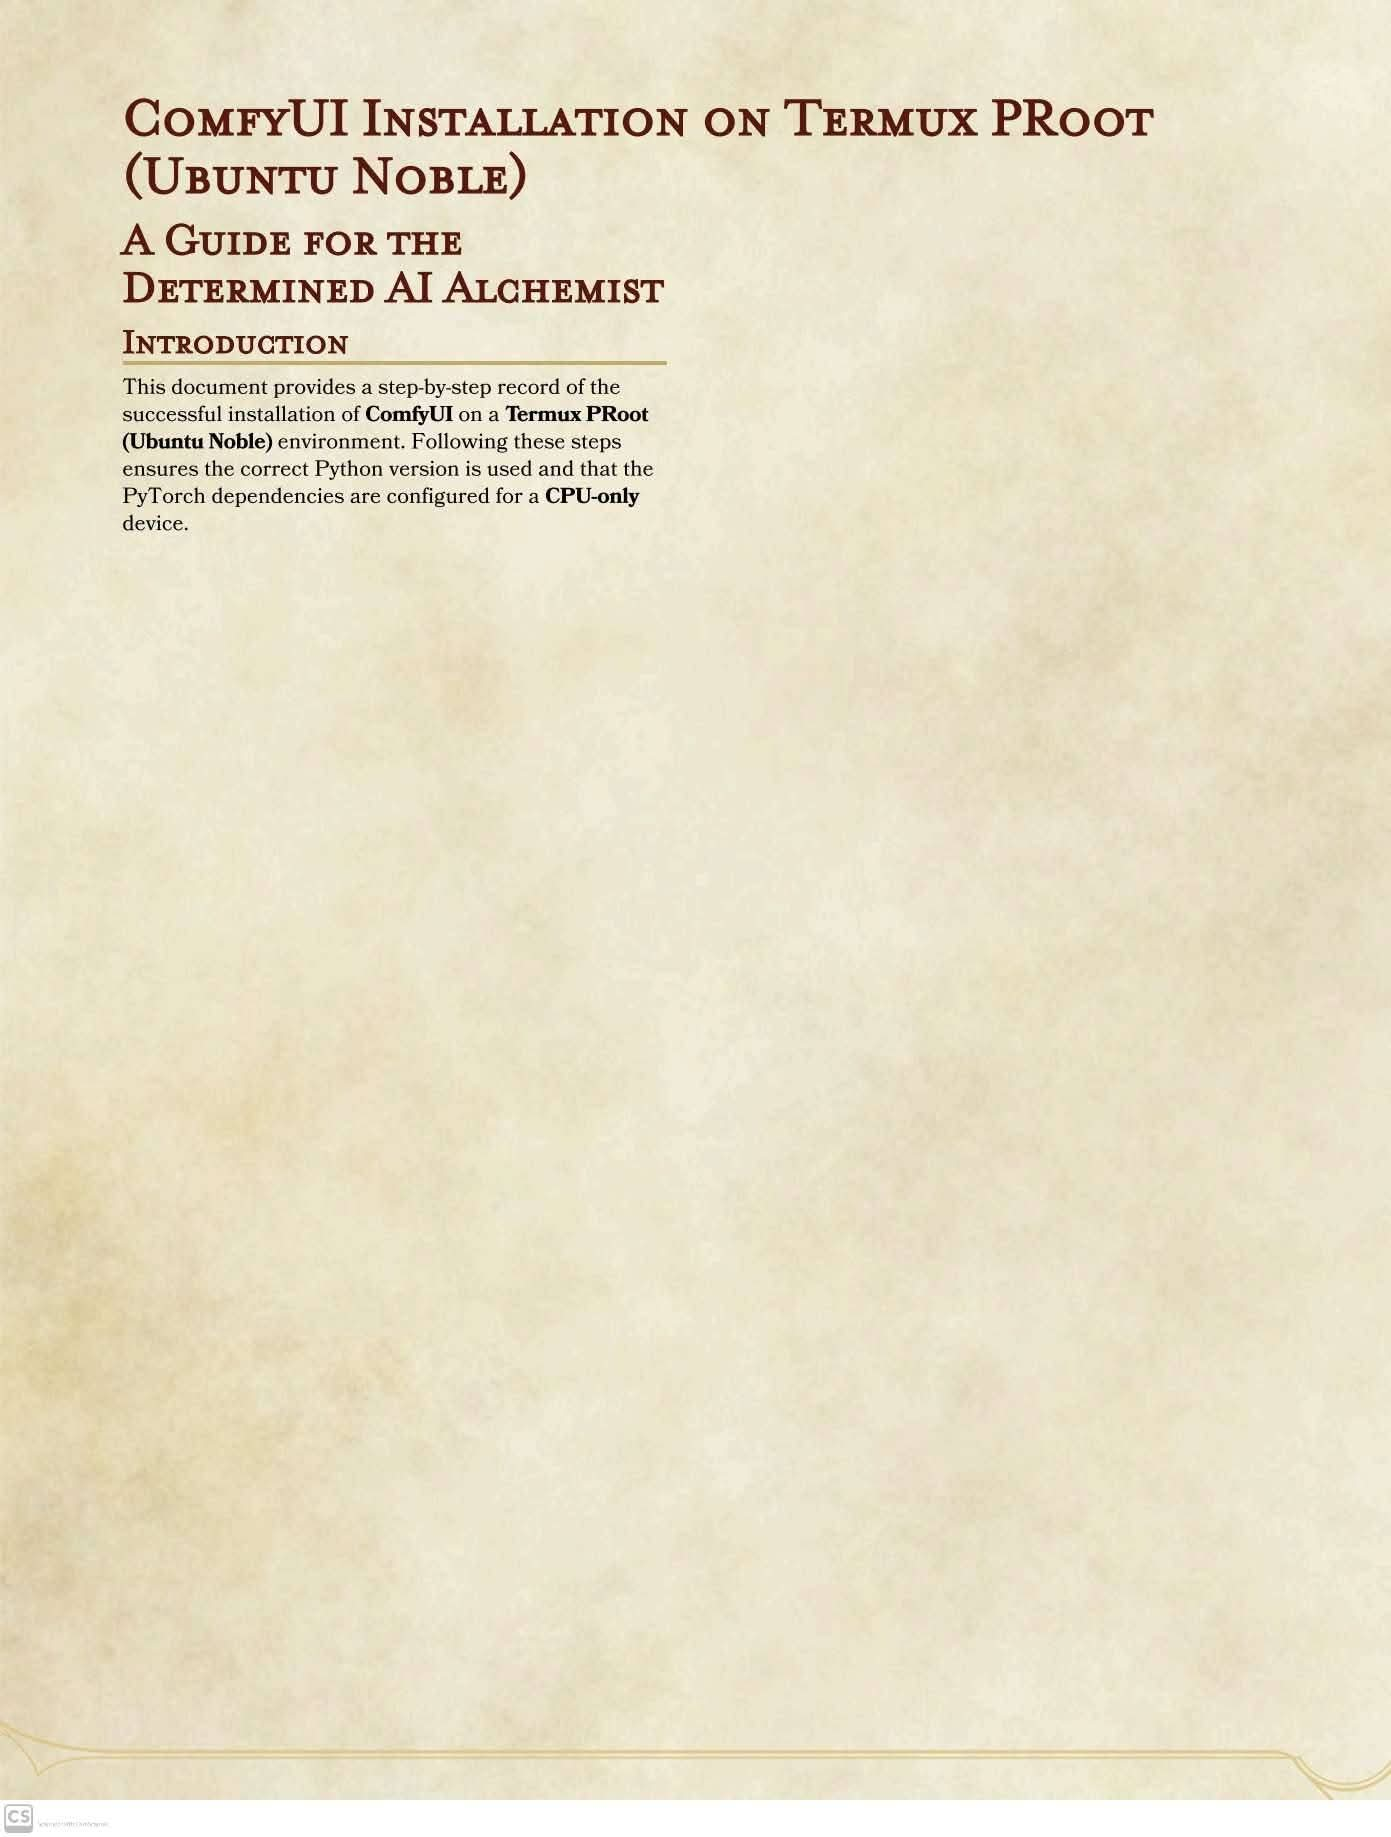 ComfyUI Installation on Termux PRoot
(Ubuntu Noble)
A Guide for the
Determined AI Alchemist
Introduction
This document provides a step-by-step record of the
successful installation of ComfyUI on a Termux PRoot
(Ubuntu Noble) environment. Following these steps
ensures the correct Python version is used and that the
PyTorch dependencies are configured for a CPU-only
device.
CS